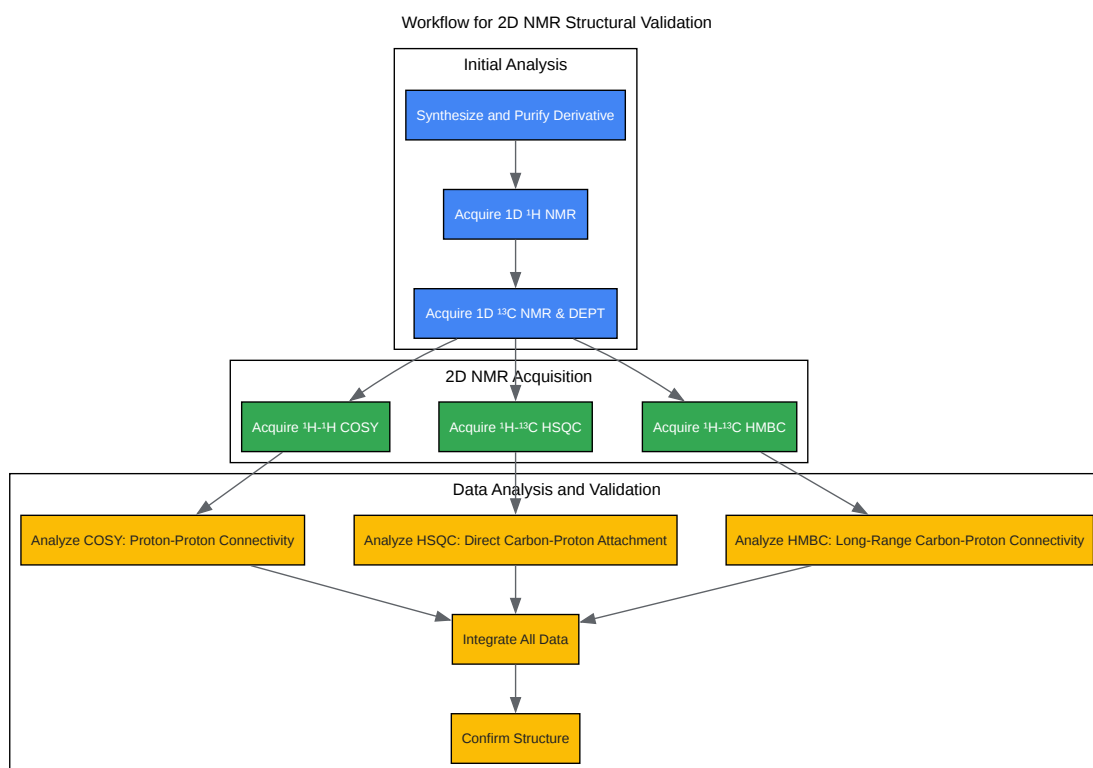 Workflow for 2D NMR Structural Validation
Initial Analysis
Synthesize and Purify Derivative
Acquire 1D ¹H NMR
Acquire 1D ¹³C NMR & DEPT
2D NMR Acquisition
Acquire ¹H-¹H COSY
Acquire ¹H-¹³C HSQC
Acquire ¹H-¹³C HMBC
Data Analysis and Validation
Analyze COSY: Proton-Proton Connectivity
Analyze HSQC: Direct Carbon-Proton Attachment
Analyze HMBC: Long-Range Carbon-Proton Connectivity
Integrate All Data
Confirm Structure